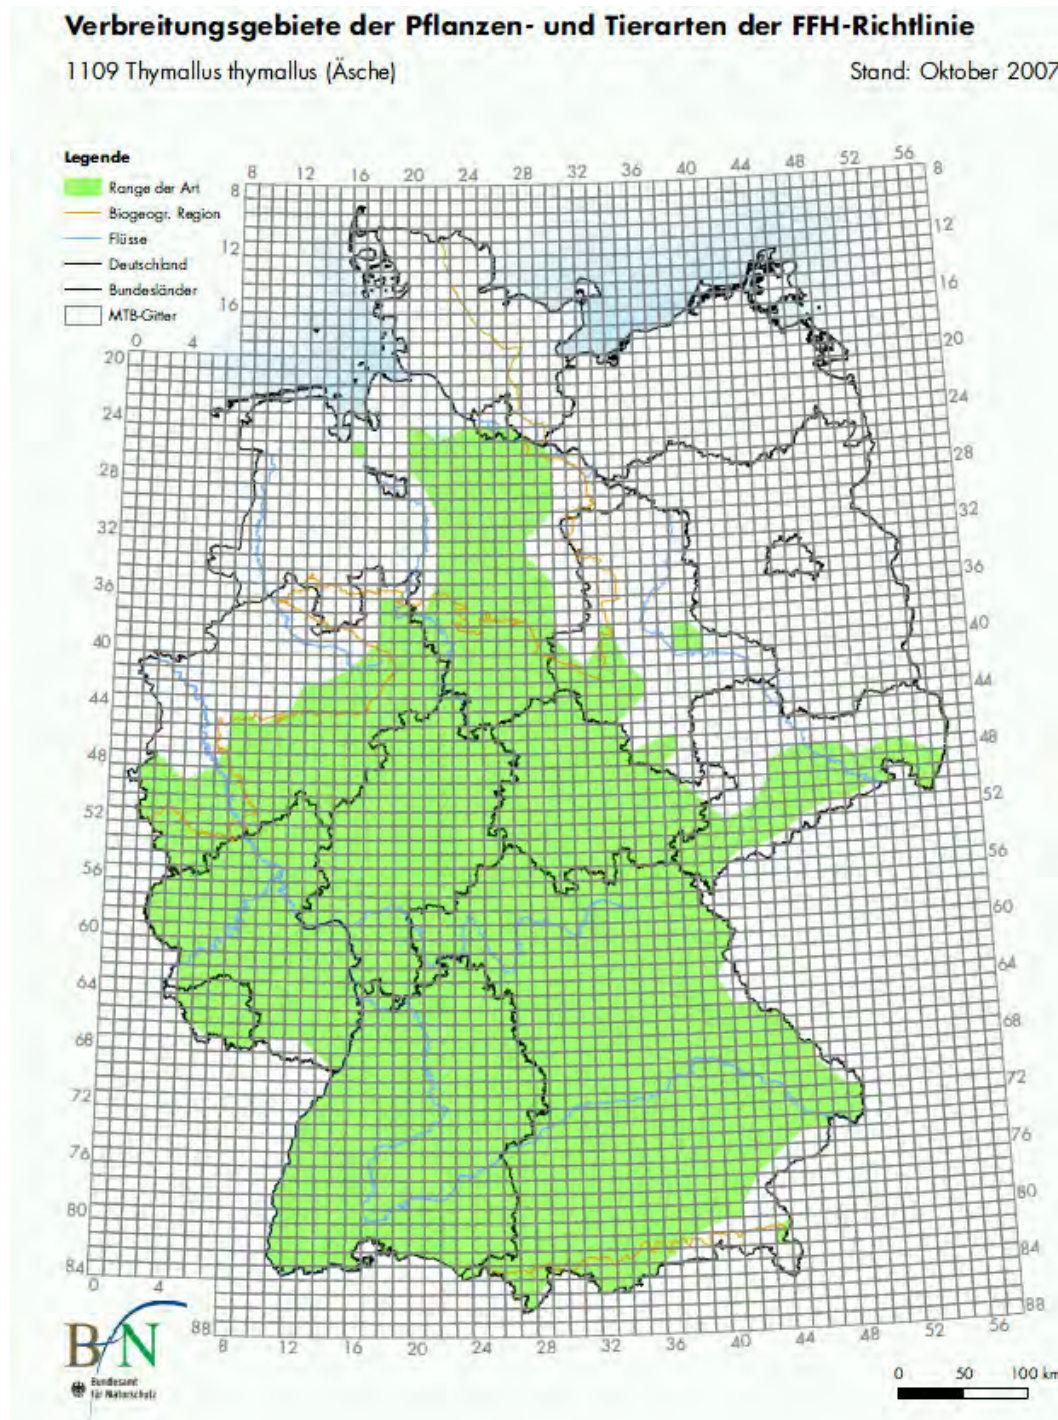 Verbreitungsgebiete der Pflanzen- und Tierarten der FFH-Richtlinie
1109 Thymallus thymallus (Äsche)
Stand: Oktober 2007
Legende
Range der Art
Biogeogr. Region
Flüsse
Deutschland
Bundesländer
MTB-Gitter
8 12 16 20 24 28 32 36 40 44 48 52 56
8 8
12 12
16 16
0 4
20 20
24 24
28 28
32 32
36 36
40 40
44 44
48 48
52 52
56 56
60 60
64 64
68 68
72 72
76 76
80 80
84 84
0 4
88 88
8 12 16 20 24 28 32 36 40 44 48 52 56
BfN
Bundesamt
für Naturschutz
0 50 100 km